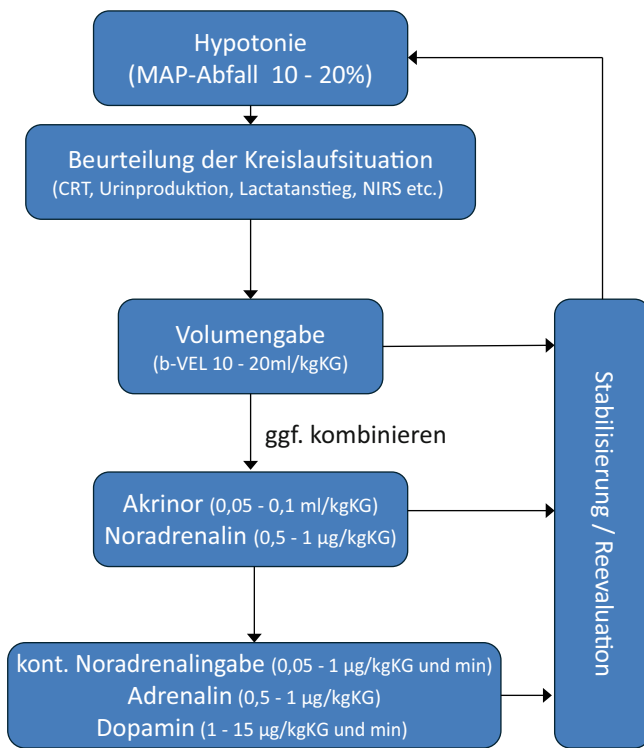 Hypotonie
(MAP-Abfall 10 - 20%)
Beurteilung der Kreislaufsituation
(CRT, Urinproduktion, Lactatanstieg, NIRS etc.)
Volumengabe
(b-VEL 10 - 20ml/kgKG)
ggf. kombinieren
Akrinor (0,05 - 0,1 ml/kgKG)
Noradrenalin (0,5 - 1 µg/kgKG)
kont. Noradrenalingabe (0,05 - 1 µg/kgKG und min)
Adrenalin (0,5 - 1 µg/kgKG)
Dopamin (1 - 15 µg/kgKG und min)
Stabilisierung / Reevaluation